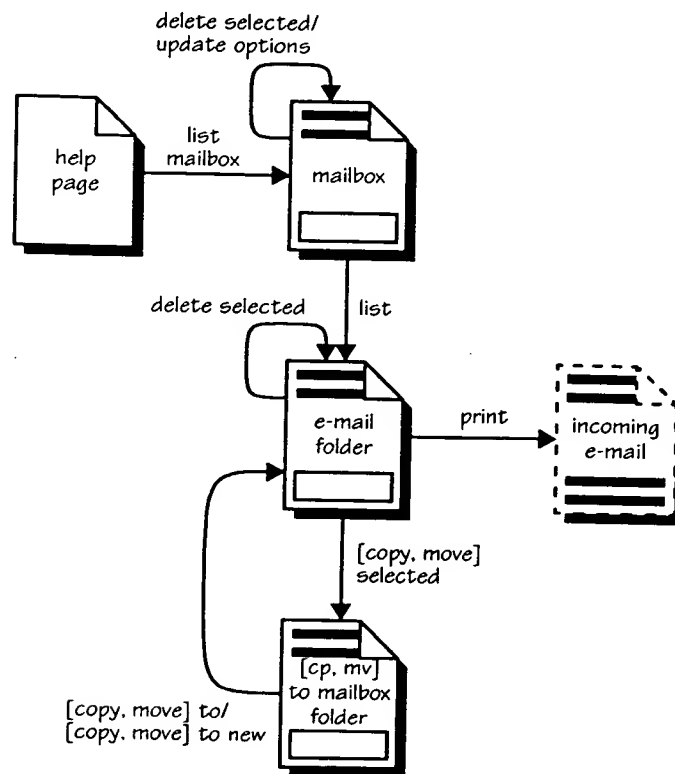 delete selected/
update options
help
page
list
mailbox
mailbox
delete selected
list
e-mail
folder
print
incoming
e-mail
[copy, move]
selected
[cp, mv]
to mailbox
folder
[copy, move] to/
[copy, move] to new